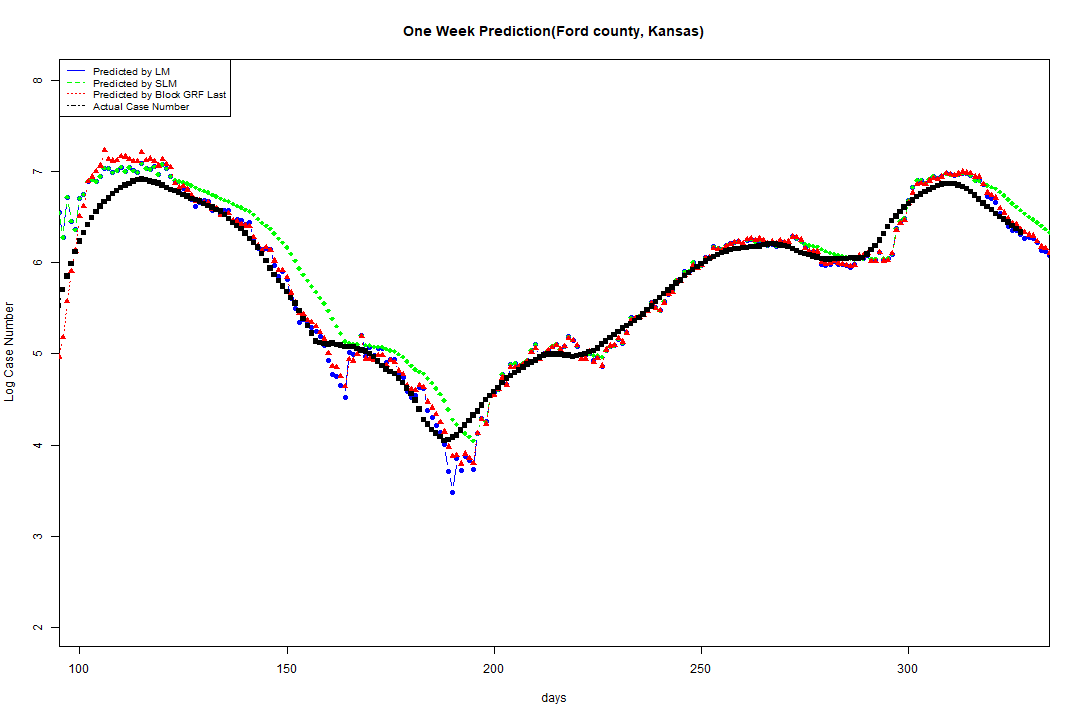 One Week Prediction(Ford county, Kansas)
Predicted by LM
Predicted by SLM
Predicted by Block GRF Last
Actual Case Number
8
7
6
5
4
3
2
Log Case Number
100 150 200 250 300
days